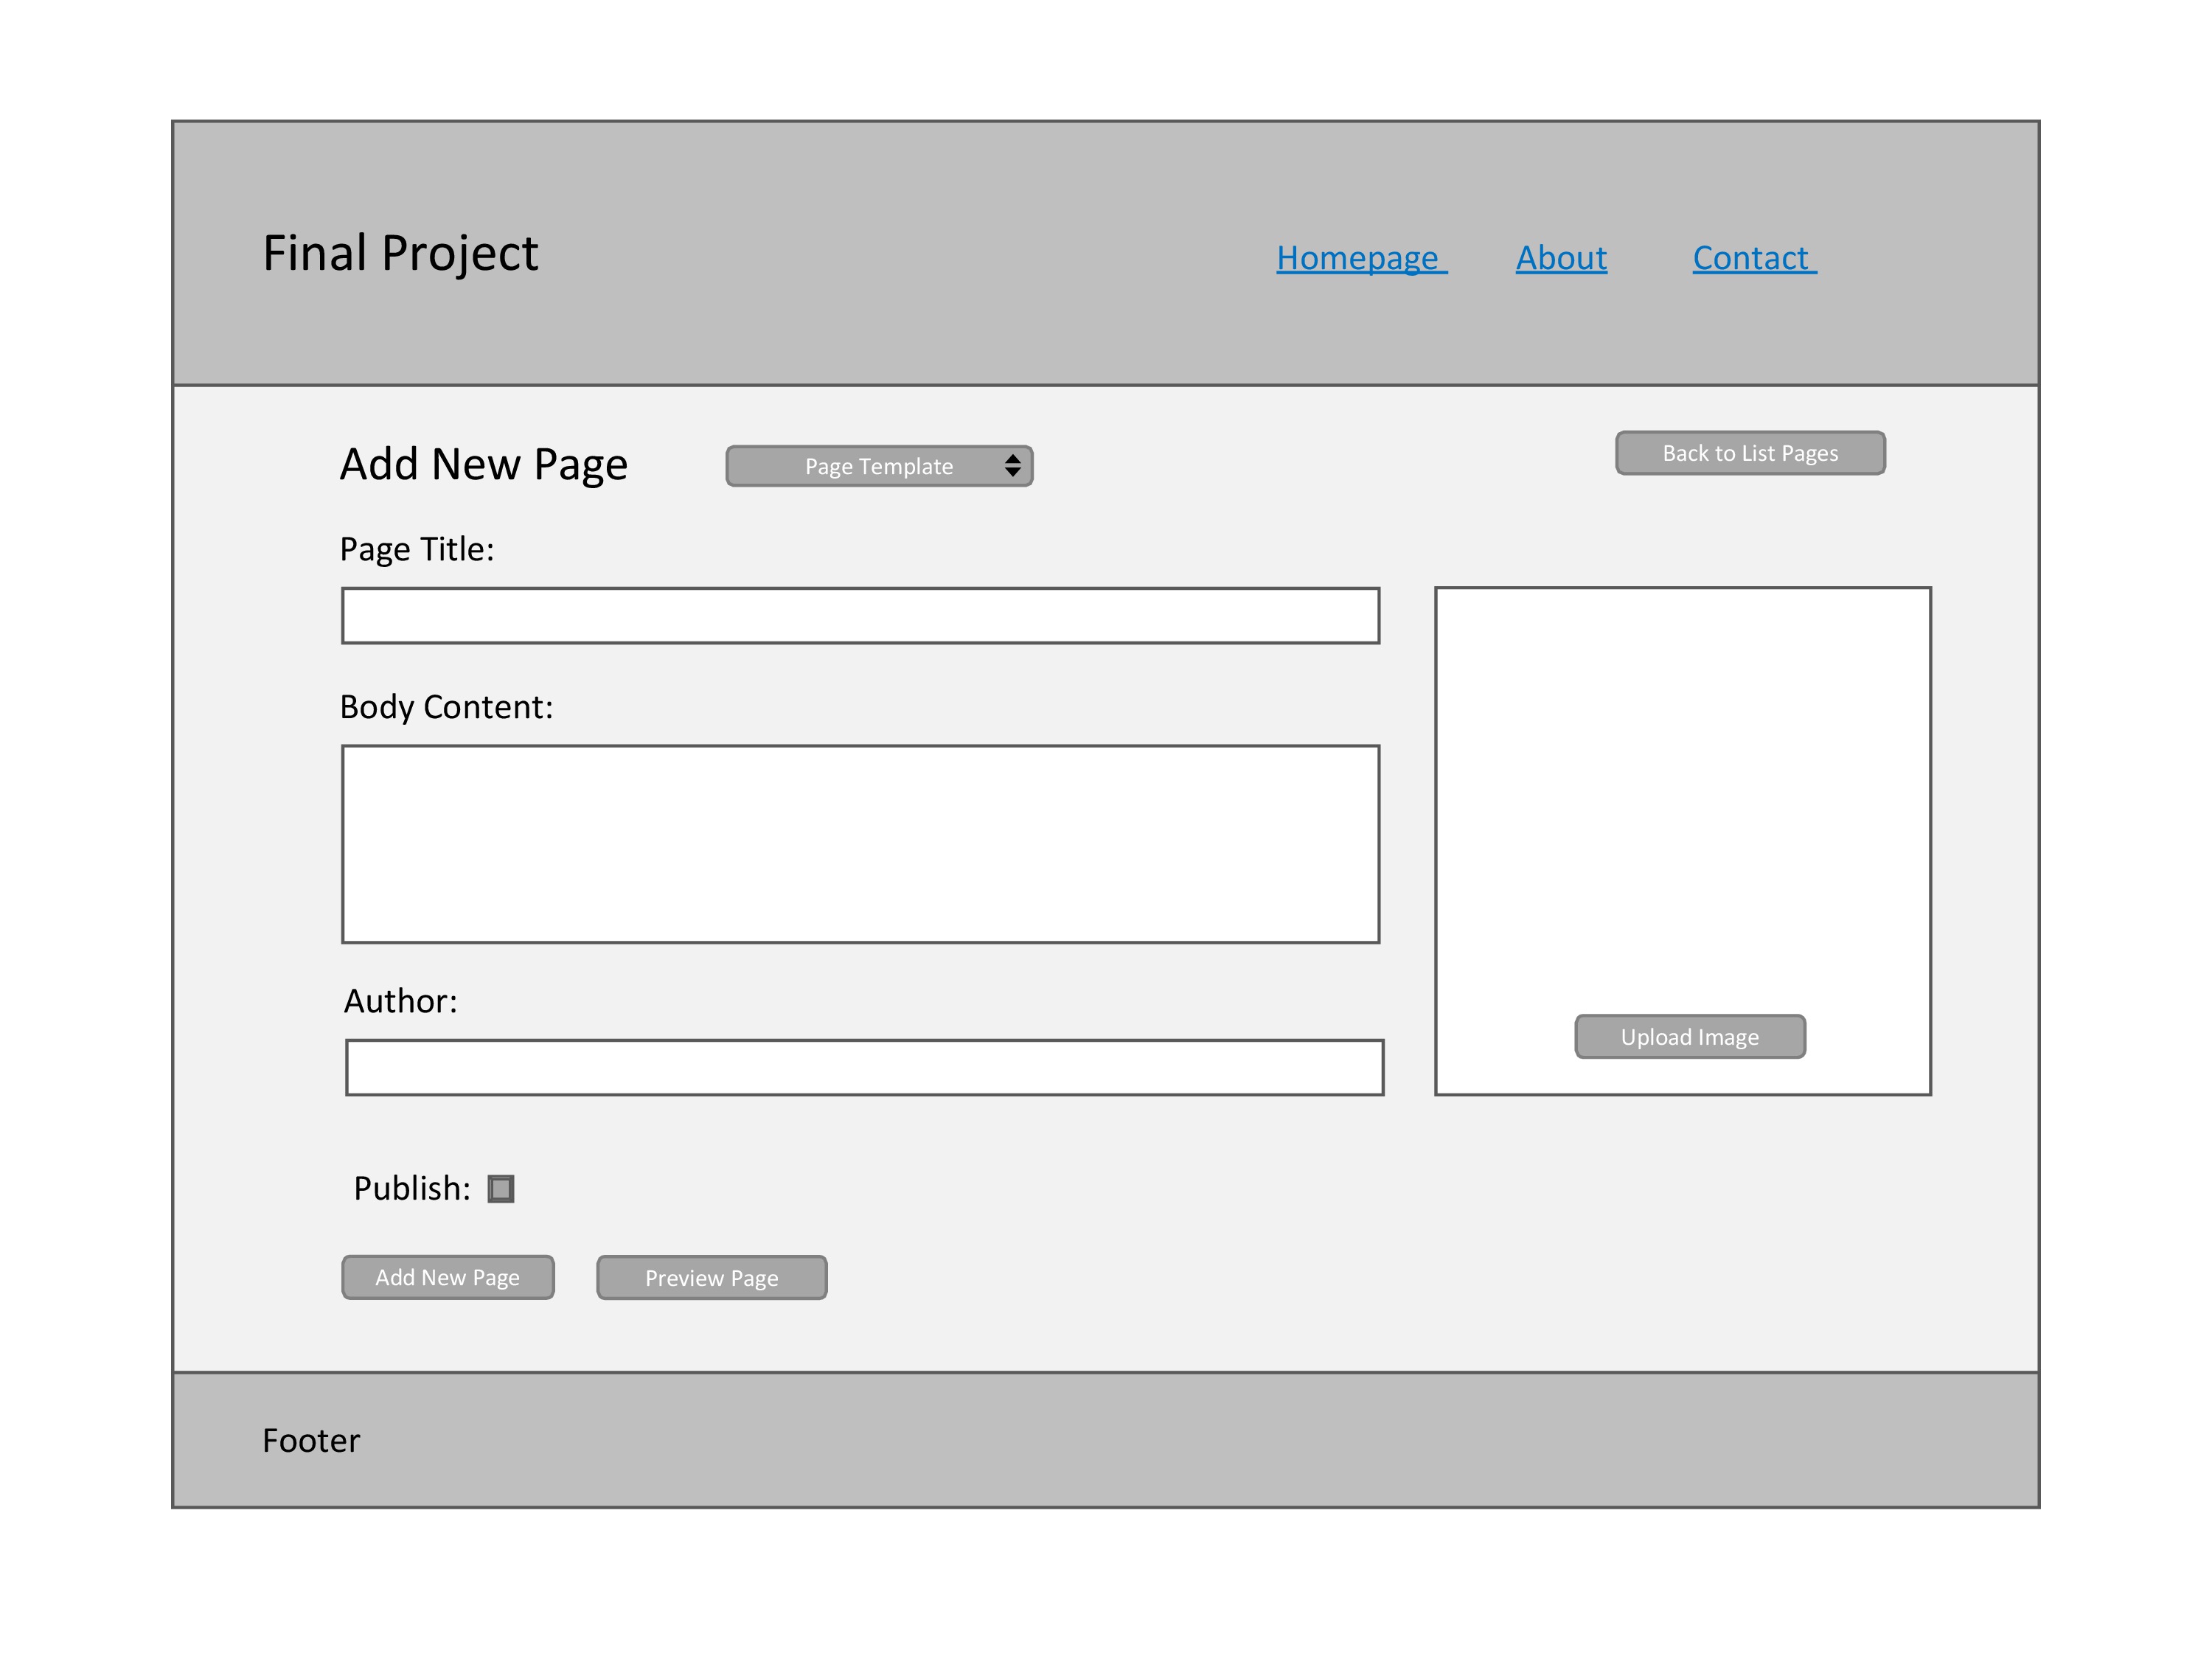 Final Project
Homepage About Contact
Add New Page
Page Template
Back to List Pages
Page Title:
Body Content:
Author:
Upload Image
Publish:
Add New Page
Preview Page
Footer